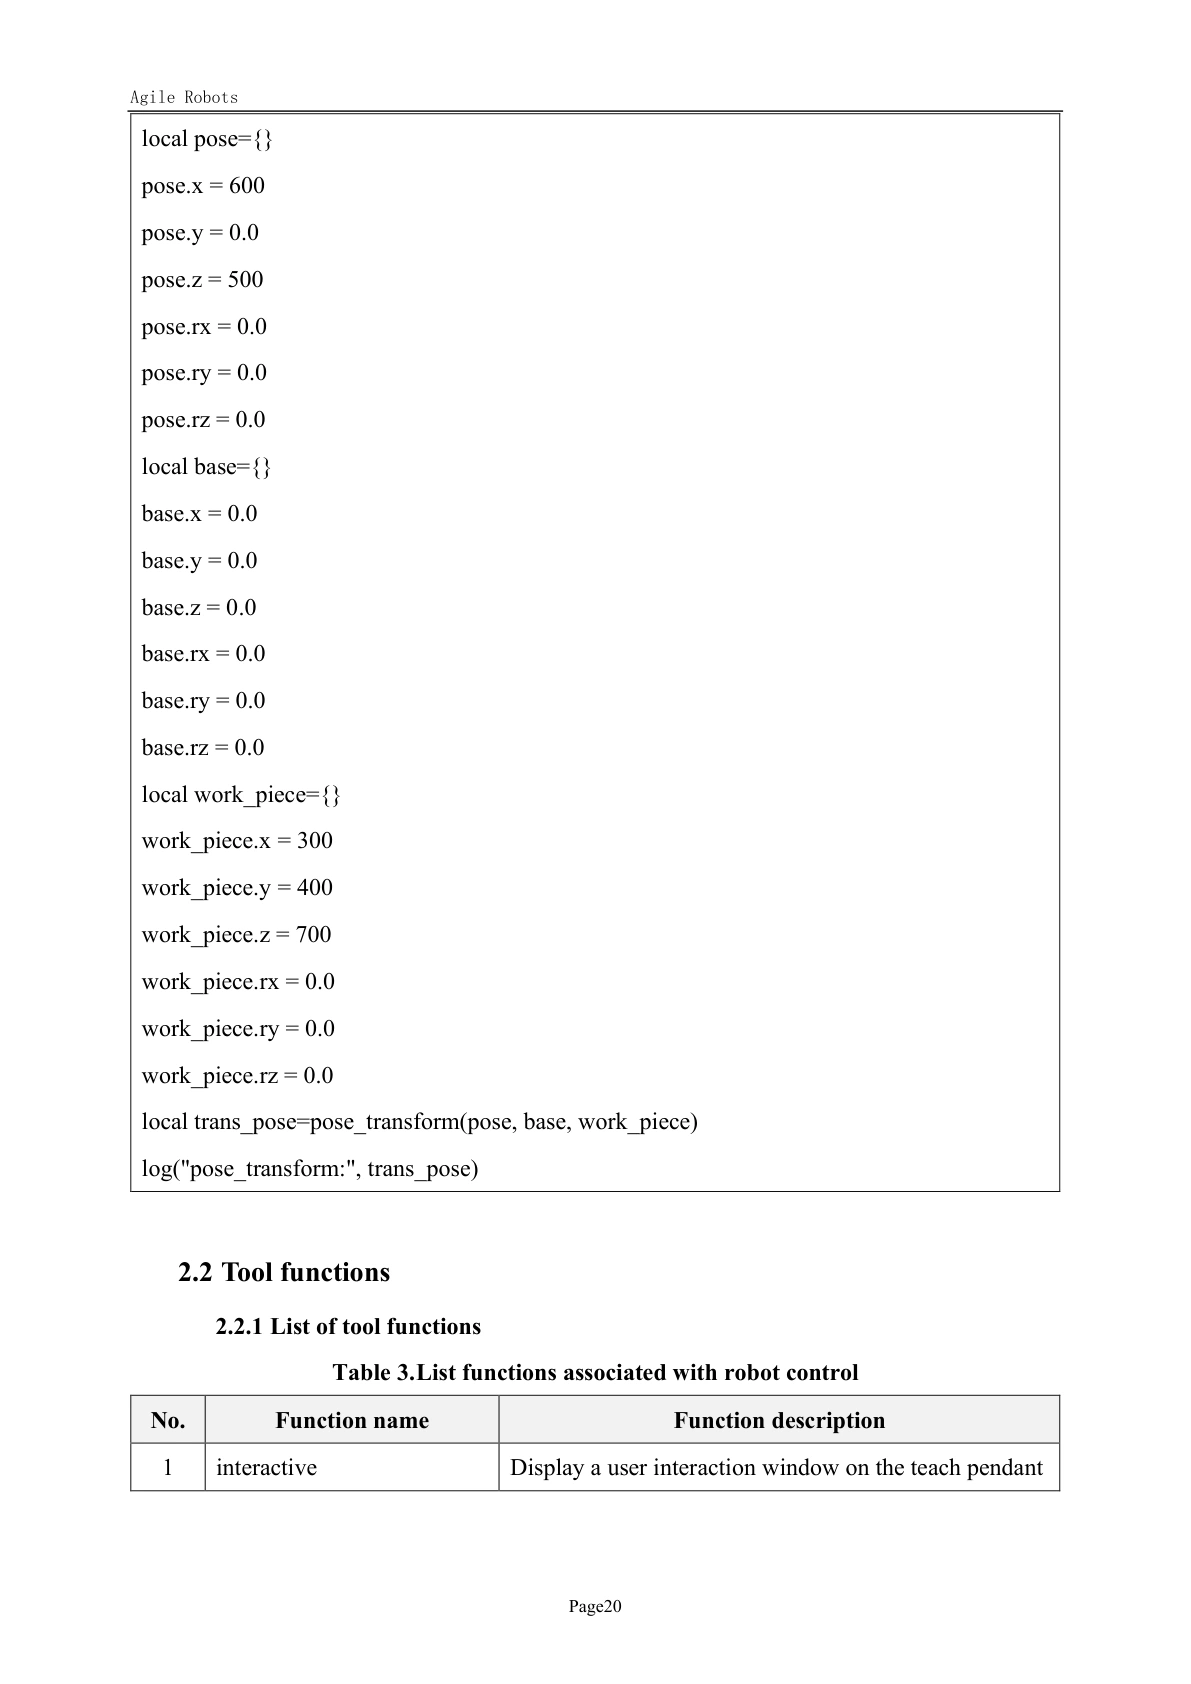 Agile Robots
local pose={}
pose.x = 600
pose.y = 0.0
pose.z = 500
pose.rx = 0.0
pose.ry = 0.0
pose.rz = 0.0
local base={}
base.x = 0.0
base.y = 0.0
base.z = 0.0
base.rx = 0.0
base.ry = 0.0
base.rz = 0.0
local work_piece={}
work_piece.x = 300
work_piece.y = 400
work_piece.z = 700
work_piece.rx = 0.0
work_piece.ry = 0.0
work_piece.rz = 0.0
local trans_pose=pose_transform(pose, base, work_piece)
log("pose_transform:", trans_pose)
2.2 Tool functions
2.2.1 List of tool functions
Table 3.List functions associated with robot control
No. Function name Function description
1 interactive Display a user interaction window on the teach pendant
Page20